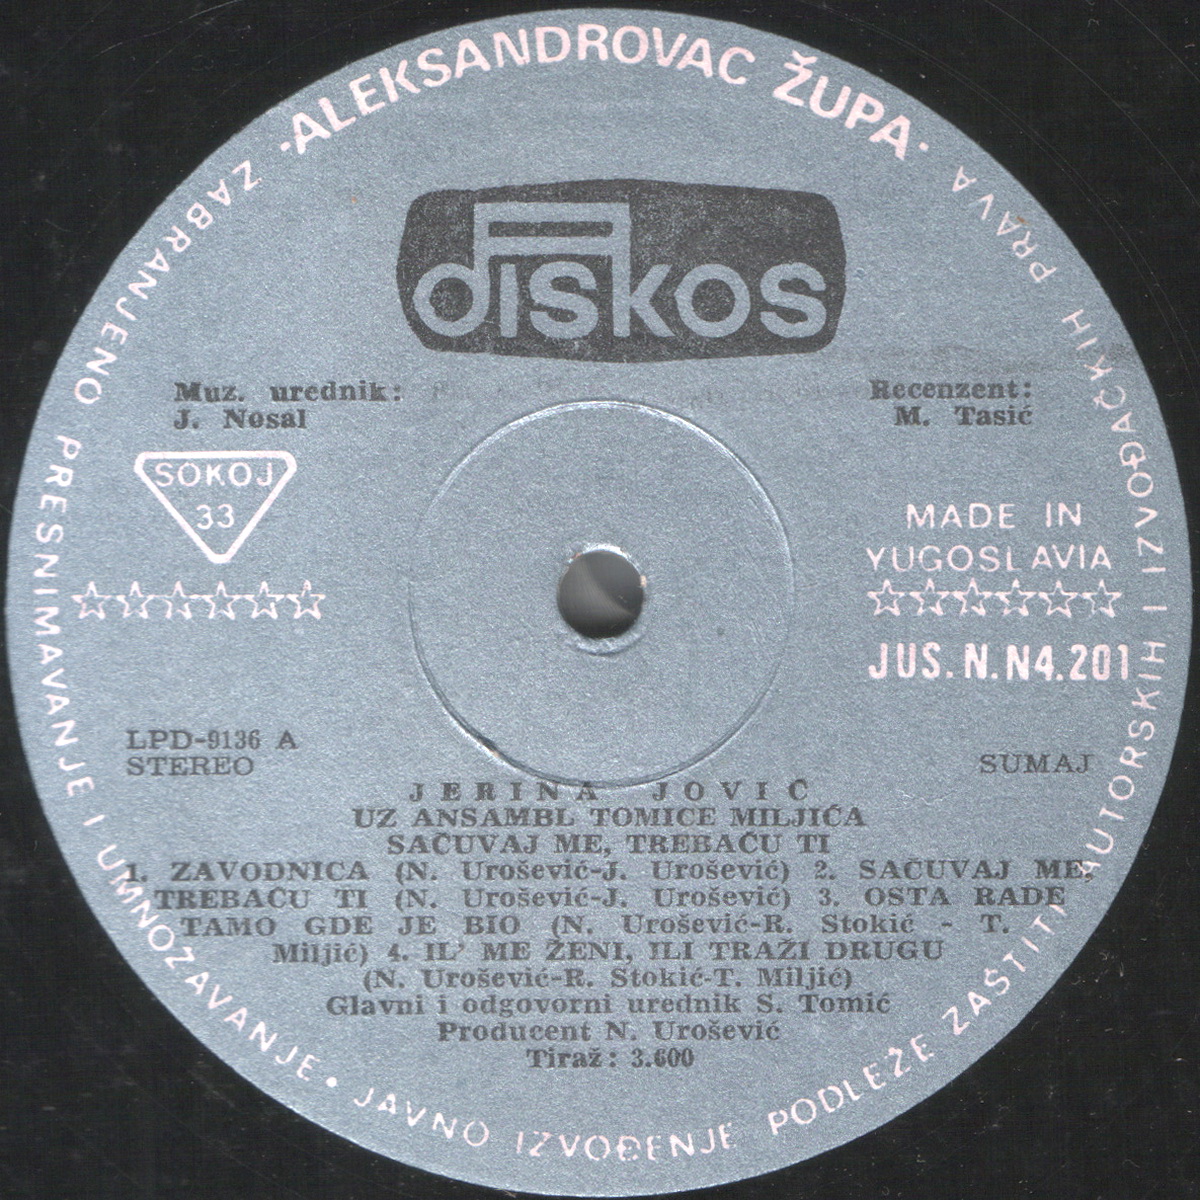 ·ALEKSANDROVAC ŽUPA·
ZABRANJENO PRESNIMAVANJE I UMNOZAVANJE • JAVNO IZVOĐENJE PODLEŽE ZAŠTITI AUTORSKIH I IZVOĐAČKIH PRAVA
diskos
Muz. urednik:
J. Nosal
Recenzent:
M. Tasić
SOKOJ
33
MADE IN
YUGOSLAVIA
JUS. N. N4.201
LPD-9136 A
STEREO
SUMAJ
JERINA JOVIĆ
UZ ANSAMBL TOMICE MILJIĆA
SAČUVAJ ME, TREBAĆU TI
1. ZAVODNICA (N. Urošević-J. Urošević) 2. SAČUVAJ ME,
TREBAĆU TI (N. Urošević-J. Urošević) 3. OSTA RADE
TAMO GDE JE BIO (N. Urošević-R. Stokić - T.
Miljić) 4. IL' ME ŽENI, ILI TRAŽI DRUGU
(N. Urošević-R. Stokić-T. Miljić)
Glavni i odgovorni urednik S. Tomić
Producent N. Urošević
Tiraž: 3.600